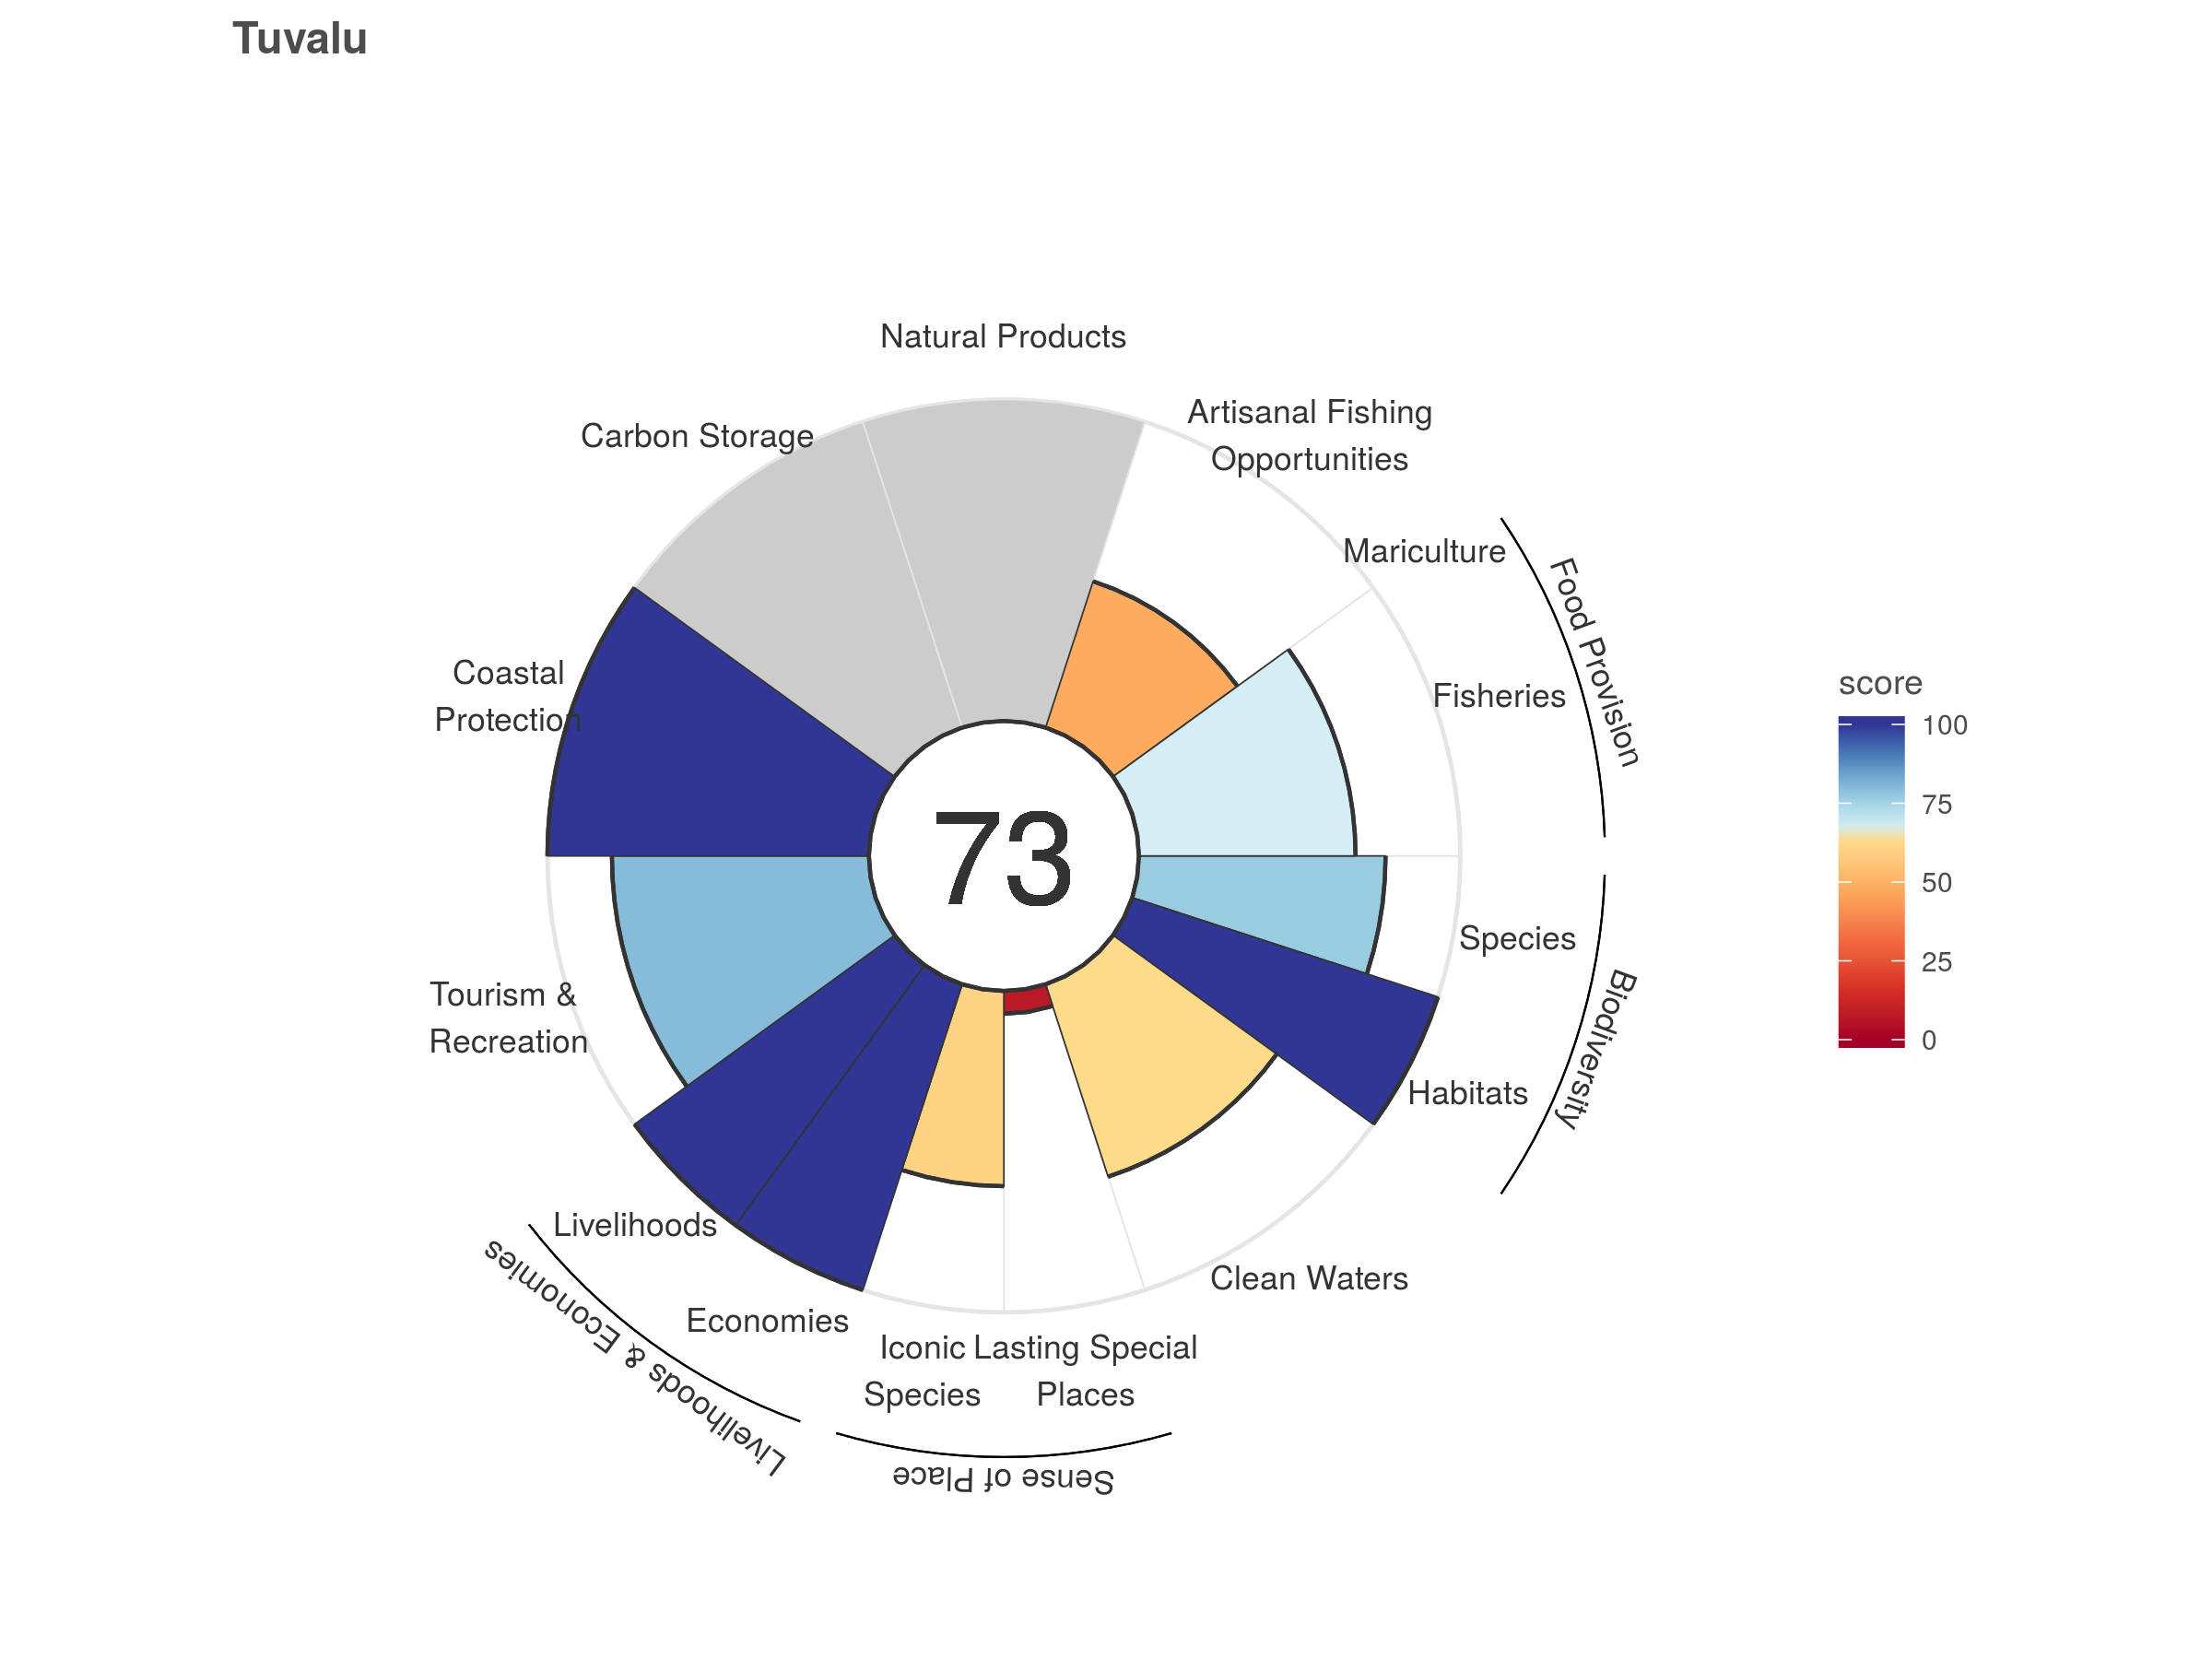 Tuvalu
Natural Products
Artisanal Fishing
Opportunities
Carbon Storage
Mariculture
Food Provision
Fisheries
Coastal
Protection
score
100
75
50
25
0
73
Species
Biodiversity
Tourism &
Recreation
Habitats
Livelihoods
Clean Waters
Livelihoods & Economies
Economies
Iconic
Species
Lasting Special
Places
Sense of Place